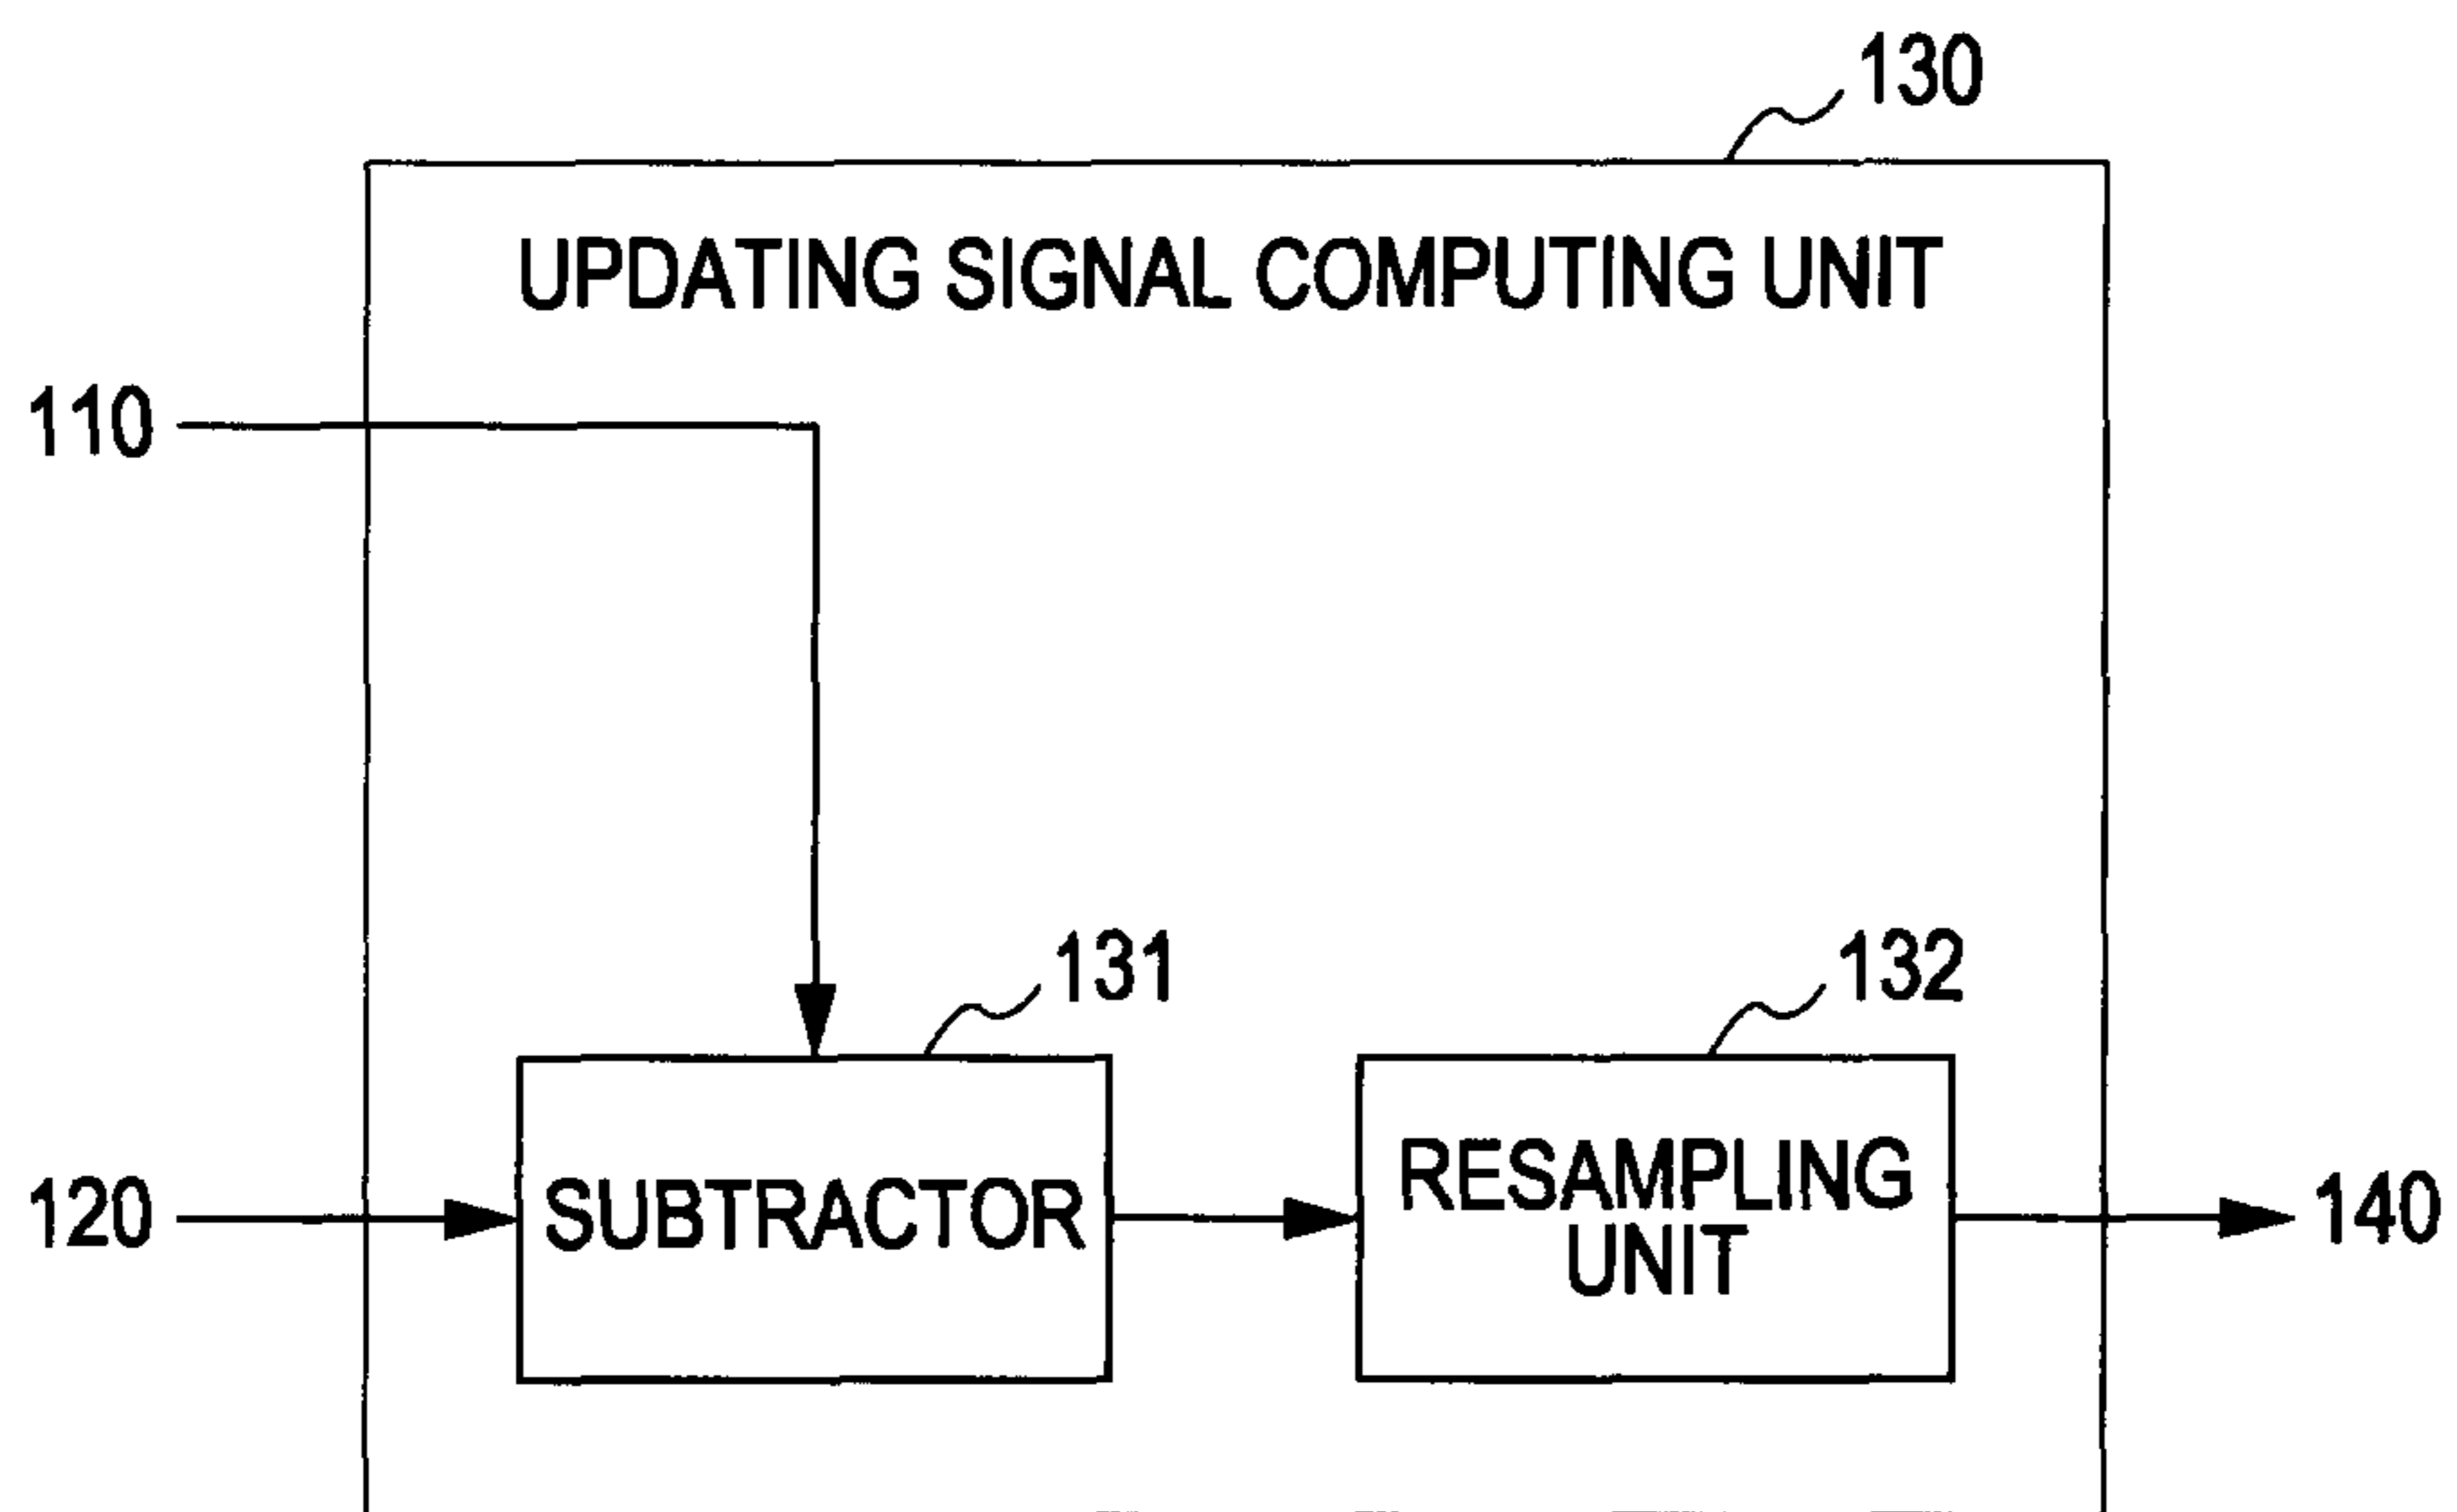 130
UPDATING SIGNAL COMPUTING UNIT
110
131
132
120
SUBTRACTOR
RESAMPLING
UNIT
140